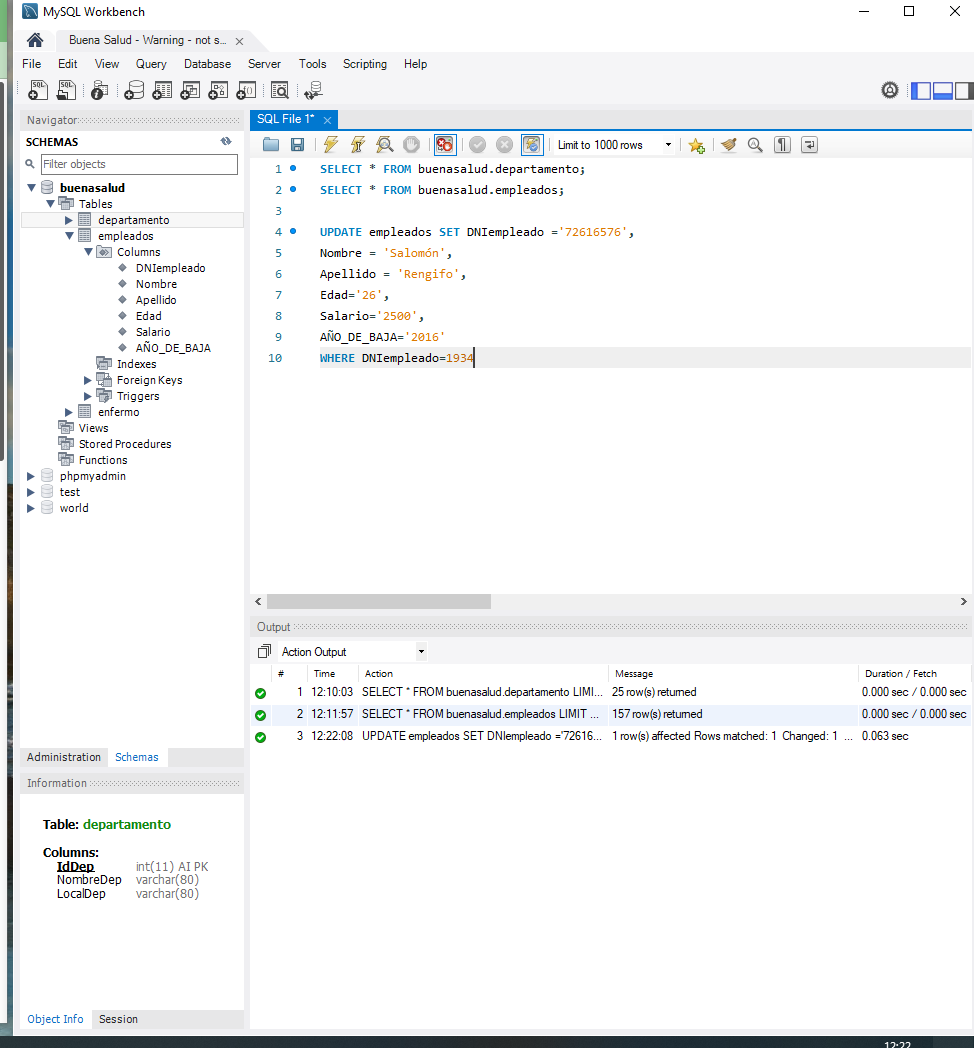 MySQL Workbench
Buena Salud - Warning - not s...
File Edit View Query Database Server Tools Scripting Help
Navigator
SCHEMAS
Filter objects
buenasalud
Tables
departamento
empleados
Columns
DNIempleado
Nombre
Apellido
Edad
Salario
AÑO_DE_BAJA
Indexes
Foreign Keys
Triggers
enfermo
Views
Stored Procedures
Functions
phpmyadmin
test
world
Administration Schemas
Information
Table: departamento
Columns:
IdDep int(11) AI PK
NombreDep varchar(80)
LocalDep varchar(80)
Object Info Session
SQL File 1*
Limit to 1000 rows
1 SELECT * FROM buenasalud.departamento;
2 SELECT * FROM buenasalud.empleados;
3
4 UPDATE empleados SET DNIempleado ='72616576',
5 Nombre = 'Salomón',
6 Apellido = 'Rengifo',
7 Edad='26',
8 Salario='2500',
9 AÑO_DE_BAJA='2016'
10 WHERE DNIempleado=1934
Output
Action Output
# Time Action Message Duration / Fetch
1 12:10:03 SELECT * FROM buenasalud.departamento LIMI... 25 row(s) returned 0.000 sec / 0.000 sec
2 12:11:57 SELECT * FROM buenasalud.empleados LIMIT ... 157 row(s) returned 0.000 sec / 0.000 sec
3 12:22:08 UPDATE empleados SET DNIempleado ='72616... 1 row(s) affected Rows matched: 1 Changed: 1 ... 0.063 sec
12:22